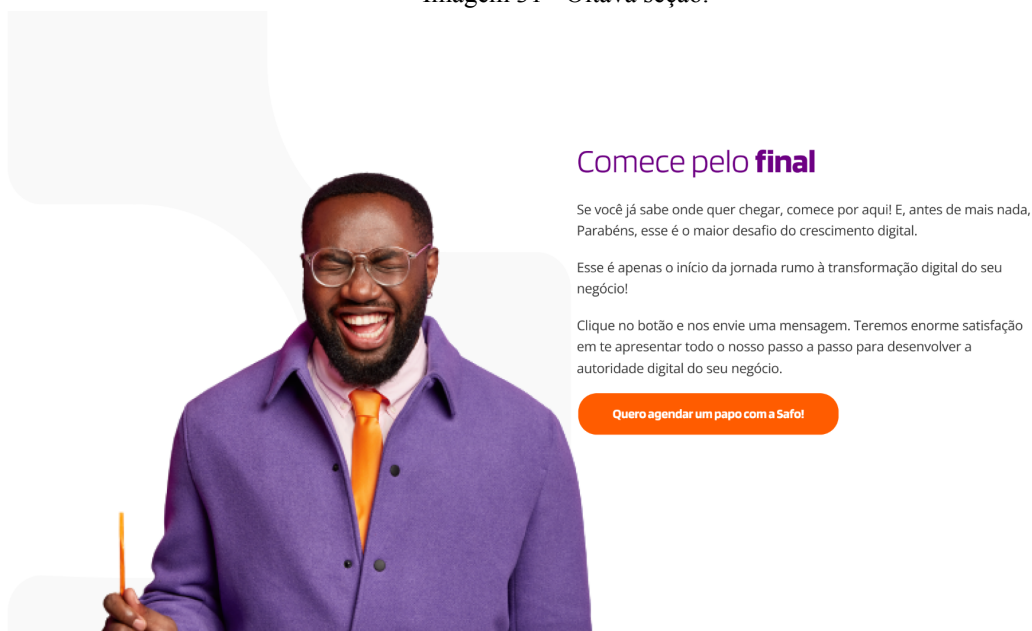 Comece pelo final
Se você já sabe onde quer chegar, comece por aqui! E, antes de mais nada,
Parabéns, esse é o maior desafio do crescimento digital.
Esse é apenas o início da jornada rumo à transformação digital do seu
negócio!
Clique no botão e nos envie uma mensagem. Teremos enorme satisfação
em te apresentar todo o nosso passo a passo para desenvolver a
autoridade digital do seu negócio.
Quero agendar um papo com a Safo!